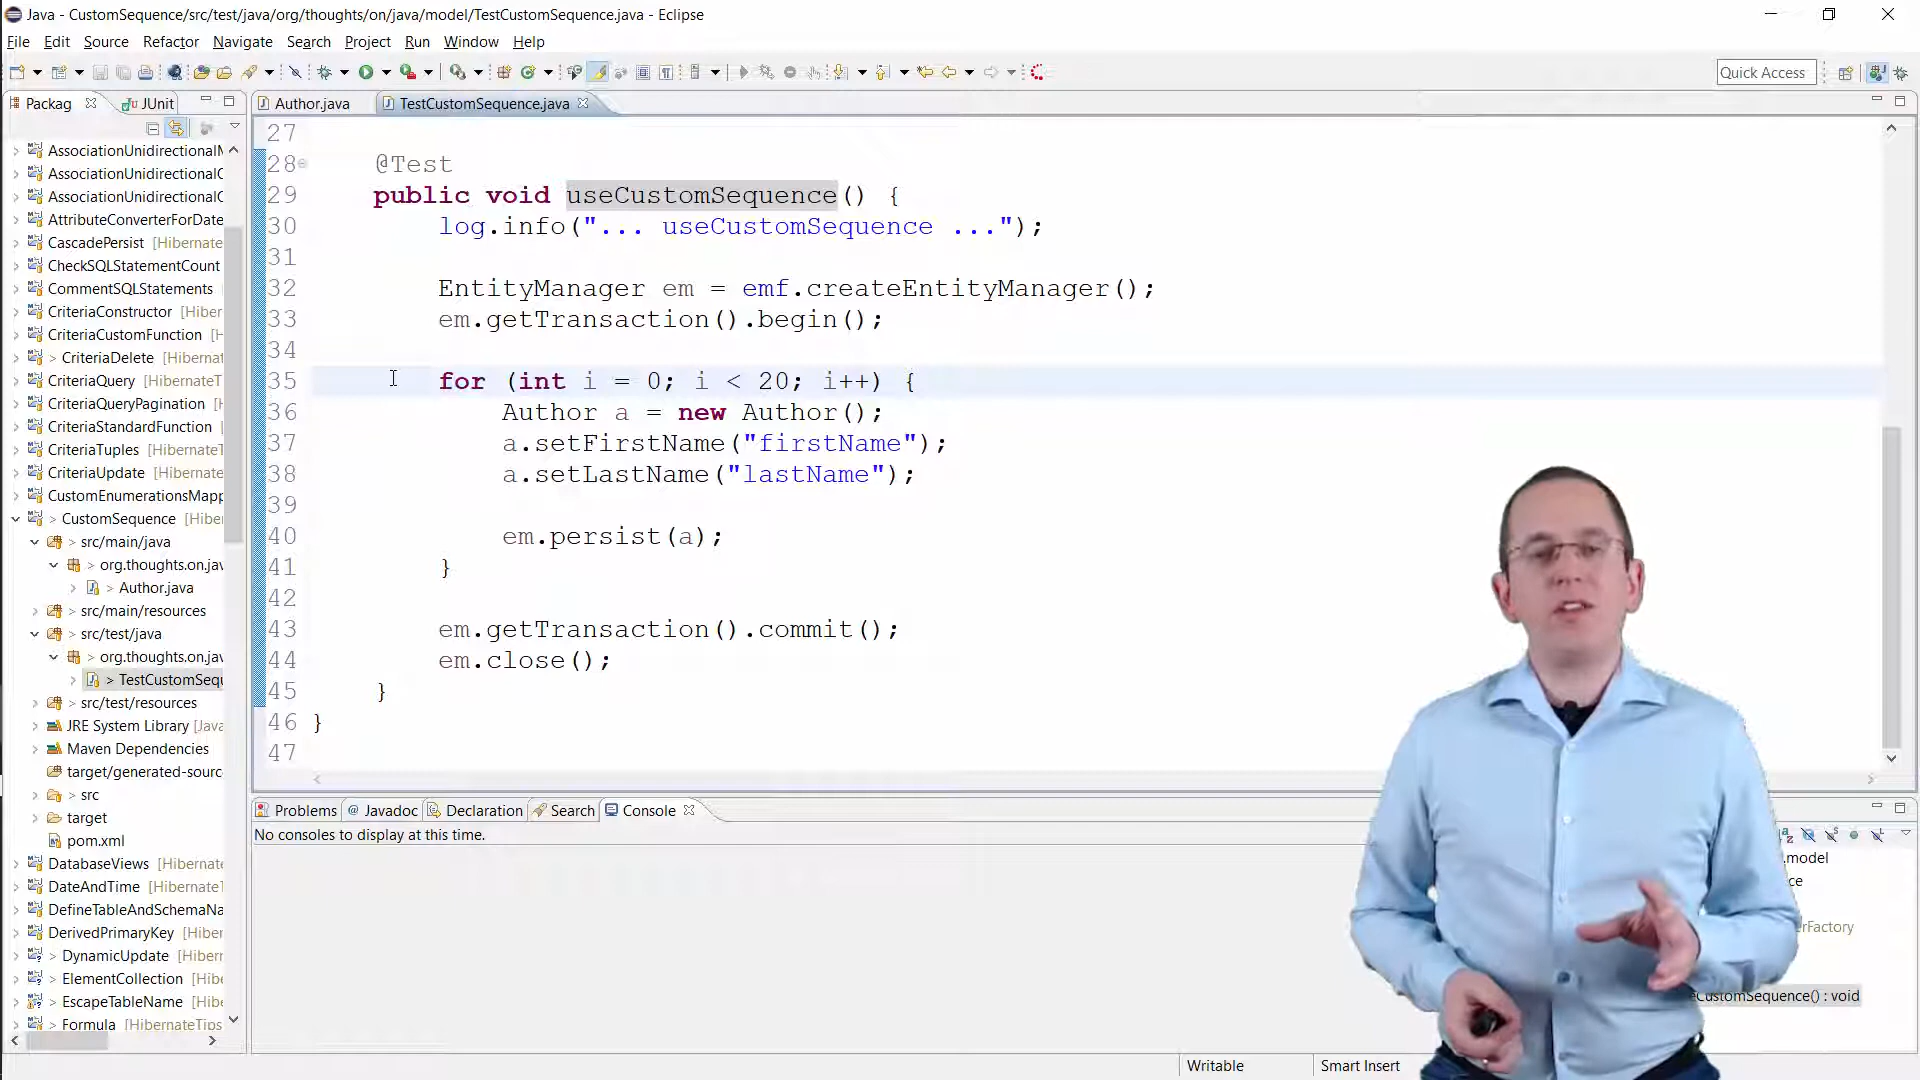 Java - CustomSequence/src/test/java/org/thoughts/on/java/model/TestCustomSequence.java - Eclipse
File Edit Source Refactor Navigate Search Project Run Window Help
Quick Access
Packag JUnit
Author.java TestCustomSequence.java
AssociationUnidirectionalM
AssociationUnidirectionalC
AssociationUnidirectionalC
AttributeConverterForDate
CascadePersist [Hibernate
CheckSQLStatementCount
CommentSQLStatements
CriteriaConstructor [Hiber
CriteriaCustomFunction [H
> CriteriaDelete [Hibernat
CriteriaQuery [HibernateT
CriteriaQueryPagination
CriteriaStandardFunction
CriteriaTuples [Hibernate
CriteriaUpdate [Hibernate
CustomEnumerationsMapp
> CustomSequence [Hiber
> src/main/java
> org.thoughts.on.jav
> Author.java
> src/main/resources
> src/test/java
> org.thoughts.on.jav
> TestCustomSequ
> src/test/resources
JRE System Library [Java
Maven Dependencies
target/generated-sourc
> src
target
pom.xml
DatabaseViews [Hibernate
DateAndTime [HibernateT
DefineTableAndSchemaNa
DerivedPrimaryKey [Hiber
> DynamicUpdate [Hibe
> ElementCollection [Hibe
> EscapeTableName [Hibe
> Formula [HibernateTips
27
28 @Test
29 public void useCustomSequence() {
30 log.info("... useCustomSequence ...");
31
32 EntityManager em = emf.createEntityManager();
33 em.getTransaction().begin();
34
35 for (int i = 0; i < 20; i++) {
36 Author a = new Author();
37 a.setFirstName("firstName");
38 a.setLastName("lastName");
39
40 em.persist(a);
41 }
42
43 em.getTransaction().commit();
44 em.close();
45 }
46 }
47
Problems @ Javadoc Declaration Search Console
No consoles to display at this time.
.model
ce
erFactory
CustomSequence() : void
Writable Smart Insert